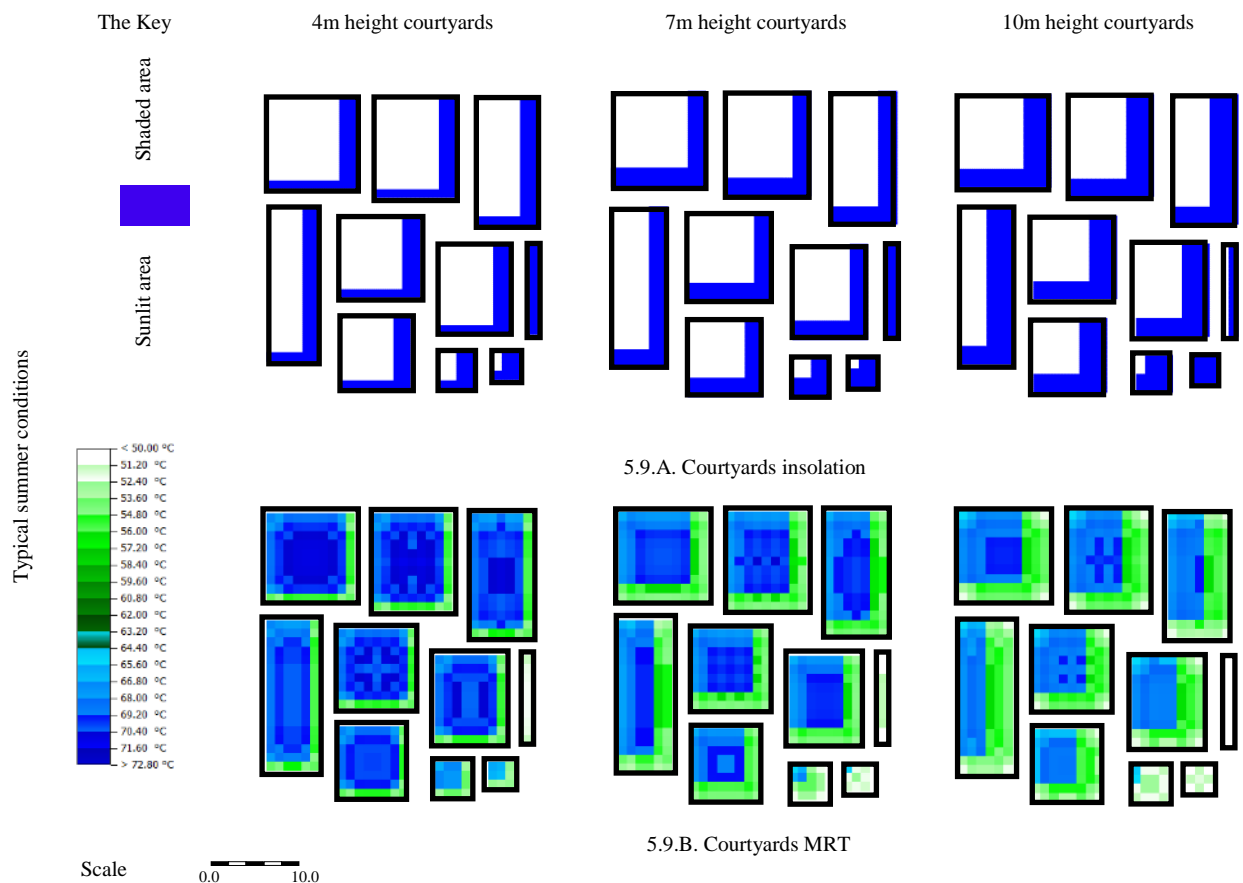 The Key
4m height courtyards
7m height courtyards
10m height courtyards
Shaded area
Sunlit area
Typical summer conditions
5.9.A. Courtyards insolation
< 50.00 °C
51.20 °C
52.40 °C
53.60 °C
54.80 °C
56.00 °C
57.20 °C
58.40 °C
59.60 °C
60.80 °C
62.00 °C
63.20 °C
64.40 °C
65.60 °C
66.80 °C
68.00 °C
69.20 °C
70.40 °C
71.60 °C
> 72.80 °C
5.9.B. Courtyards MRT
Scale
0.0
10.0